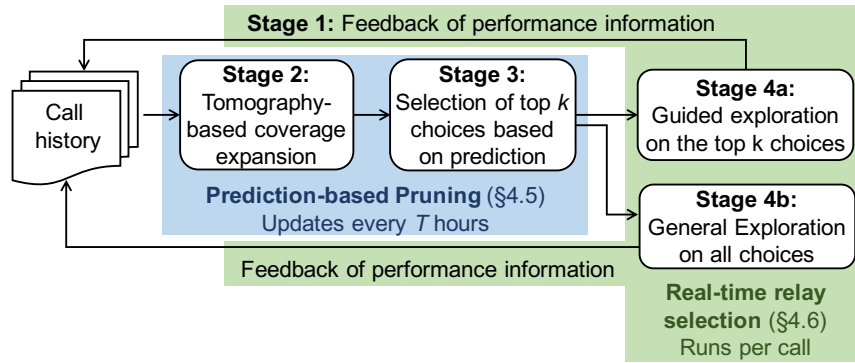 Stage 1: Feedback of performance information
Call
history
Stage 2:
Tomography-
based coverage
expansion
Stage 3:
Selection of top k
choices based
on prediction
Stage 4a:
Guided exploration
on the top k choices
Prediction-based Pruning (§4.5)
Updates every T hours
Stage 4b:
General Exploration
on all choices
Feedback of performance information
Real-time relay
selection (§4.6)
Runs per call